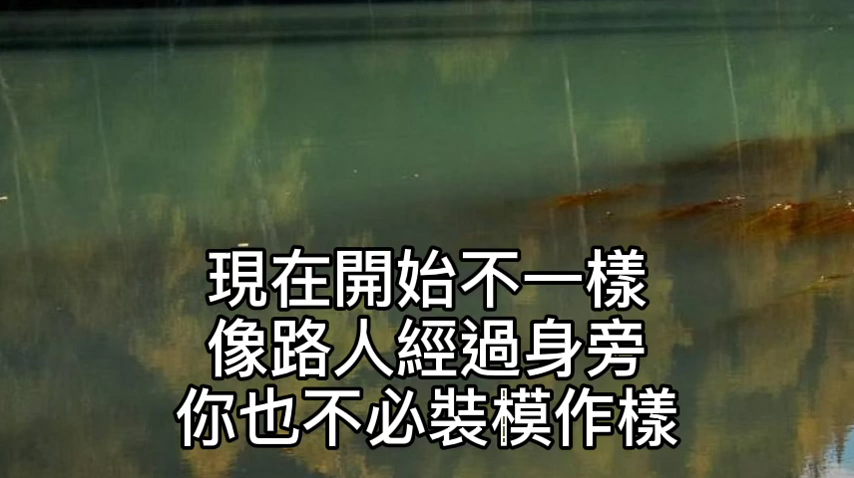 現在開始不一樣
像路人經過身旁
你也不必裝模作樣